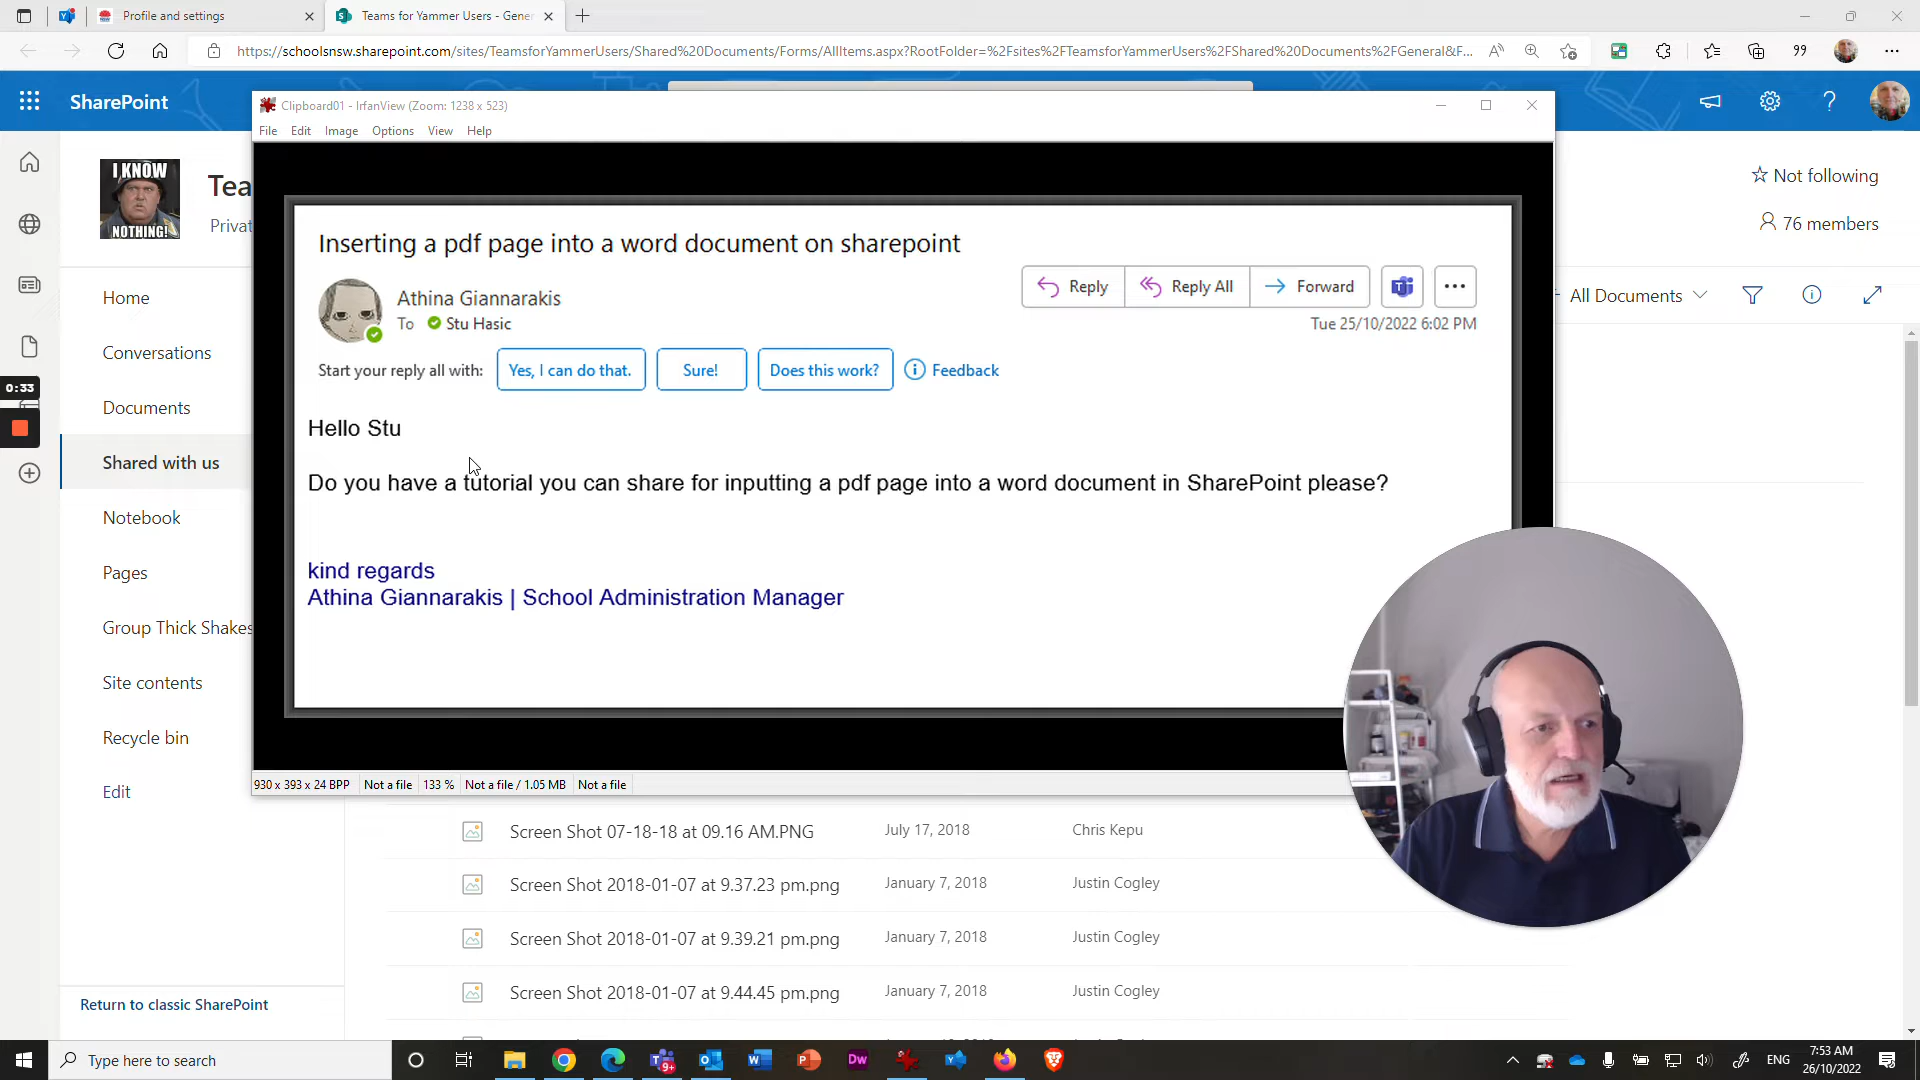 Profile and settings
Teams for Yammer Users - Gene
https://schoolsnsw.sharepoint.com/sites/TeamsforYammerUsers/Shared%20Documents/Forms/AllItems.aspx?RootFolder=%2Fsites%2FTeamsforYammerUsers%2FShared%20Documents%2FGeneral&F...
SharePoint
Clipboard01 - IrfanView (Zoom: 1238 x 523)
File Edit Image Options View Help
I KNOW
NOTHING!
Tea
Privat
Not following
76 members
All Documents
Home
Conversations
Documents
Shared with us
Notebook
Pages
Group Thick Shakes
Site contents
Recycle bin
Edit
Return to classic SharePoint
0:33
Inserting a pdf page into a word document on sharepoint
Athina Giannarakis
To Stu Hasic
Reply Reply All Forward
Tue 25/10/2022 6:02 PM
Start your reply all with: Yes, I can do that. Sure! Does this work? Feedback
Hello Stu
Do you have a tutorial you can share for inputting a pdf page into a word document in SharePoint please?
kind regards
Athina Giannarakis | School Administration Manager
930 x 393 x 24 BPP Not a file 133 % Not a file / 1.05 MB Not a file
Screen Shot 07-18-18 at 09.16 AM.PNG July 17, 2018 Chris Kepu
Screen Shot 2018-01-07 at 9.37.23 pm.png January 7, 2018 Justin Cogley
Screen Shot 2018-01-07 at 9.39.21 pm.png January 7, 2018 Justin Cogley
Screen Shot 2018-01-07 at 9.44.45 pm.png January 7, 2018 Justin Cogley
Type here to search
9+
Dw
ENG
7:53 AM
26/10/2022